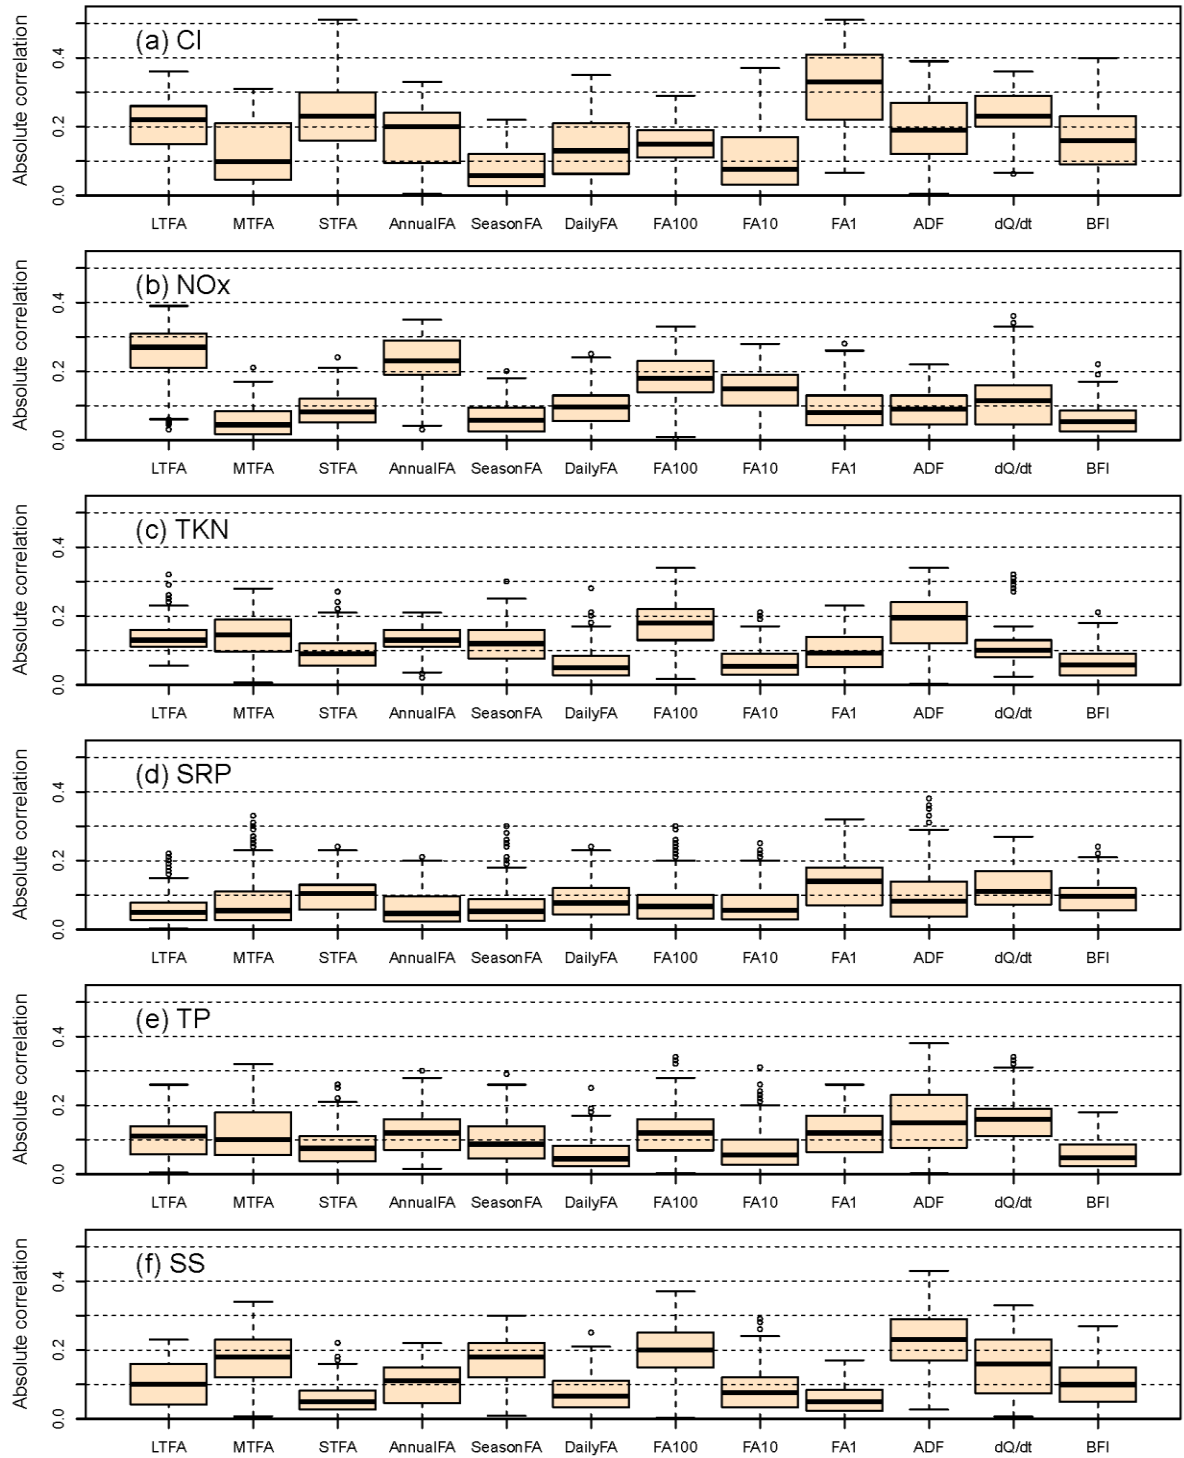 (a) Cl
Absolute correlation
0.0 0.2 0.4
LTFA MTFA STFA AnnualFA SeasonFA DailyFA FA100 FA10 FA1 ADF dQ/dt BFI
(b) NOx
Absolute correlation
0.0 0.2 0.4
LTFA MTFA STFA AnnualFA SeasonFA DailyFA FA100 FA10 FA1 ADF dQ/dt BFI
(c) TKN
Absolute correlation
0.0 0.2 0.4
LTFA MTFA STFA AnnualFA SeasonFA DailyFA FA100 FA10 FA1 ADF dQ/dt BFI
(d) SRP
Absolute correlation
0.0 0.2 0.4
LTFA MTFA STFA AnnualFA SeasonFA DailyFA FA100 FA10 FA1 ADF dQ/dt BFI
(e) TP
Absolute correlation
0.0 0.2 0.4
LTFA MTFA STFA AnnualFA SeasonFA DailyFA FA100 FA10 FA1 ADF dQ/dt BFI
(f) SS
Absolute correlation
0.0 0.2 0.4
LTFA MTFA STFA AnnualFA SeasonFA DailyFA FA100 FA10 FA1 ADF dQ/dt BFI